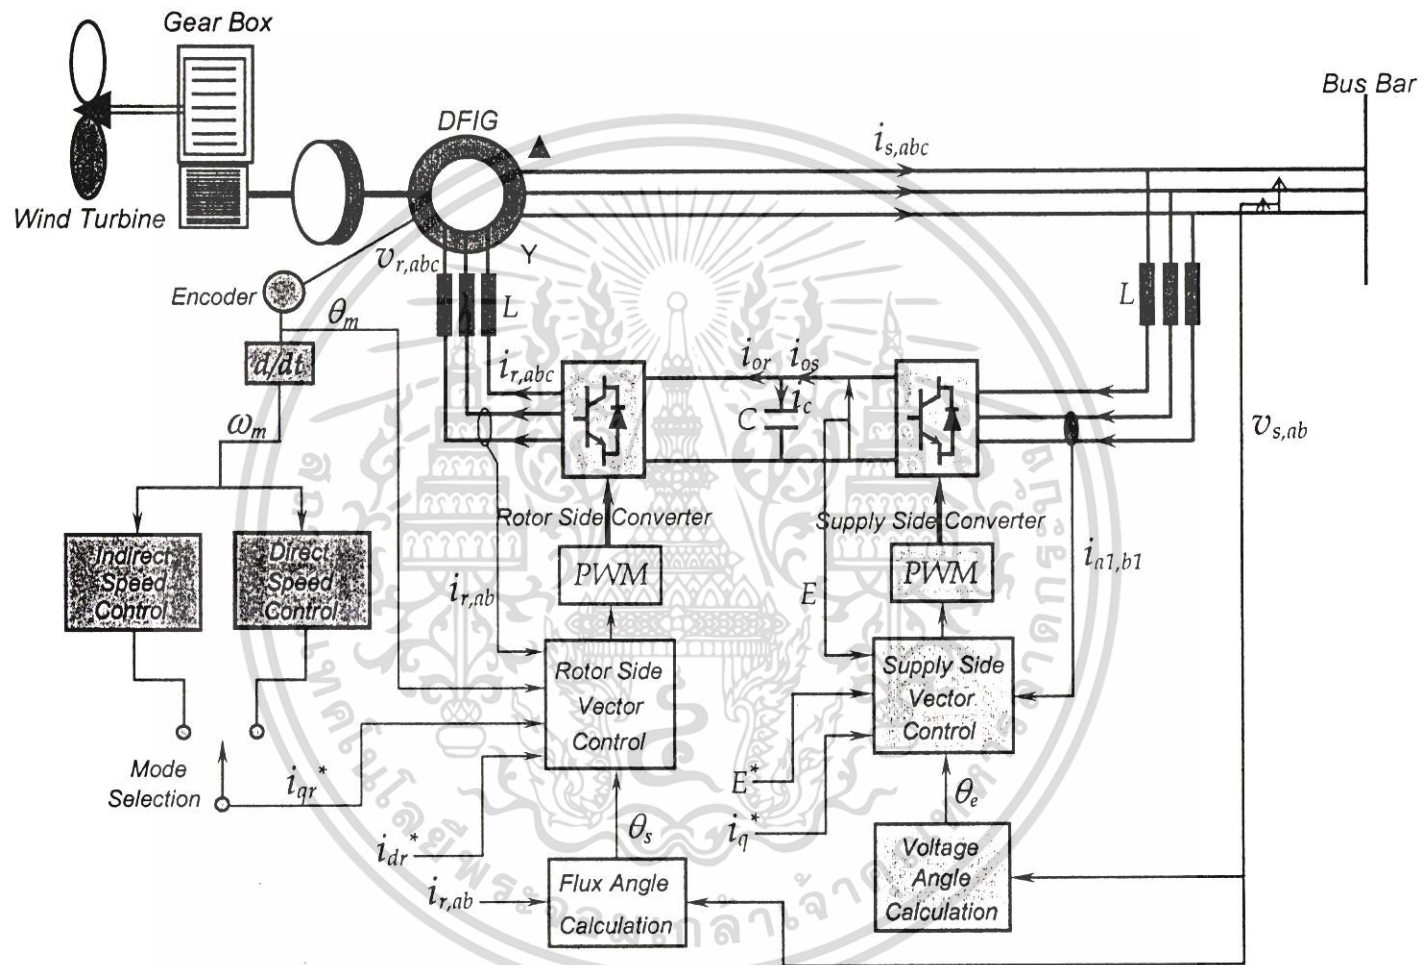 Gear Box
Bus Bar
DFIG
i_{s,abc}
Wind Turbine
v_{r,abc}
Y
Encoder
θ_m
L
L
d/dt
i_{r,abc}
i_{or}
i_{os}
i_c
C
ω_m
v_{s,ab}
Rotor Side Converter
Supply Side Converter
Indirect Speed Control
Direct Speed Control
i_{r,ab}
PWM
E
PWM
i_{a1,b1}
Rotor Side Vector Control
Supply Side Vector Control
Mode Selection
i_{qr}^*
E^*
θ_e
i_{dr}^*
θ_s
i_q^*
i_{r,ab}
Flux Angle Calculation
Voltage Angle Calculation